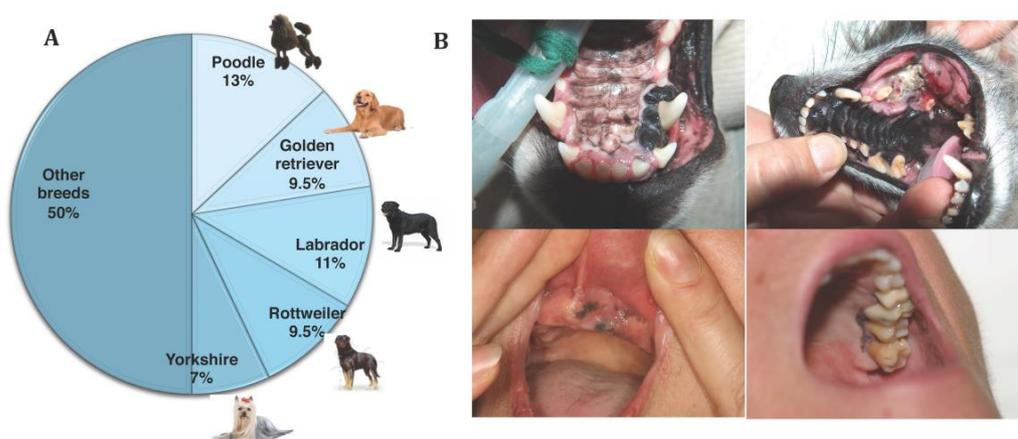 A
B
Poodle
13%
Golden
retriever
9.5%
Labrador
11%
Rottweiler
9.5%
Yorkshire
7%
Other
breeds
50%